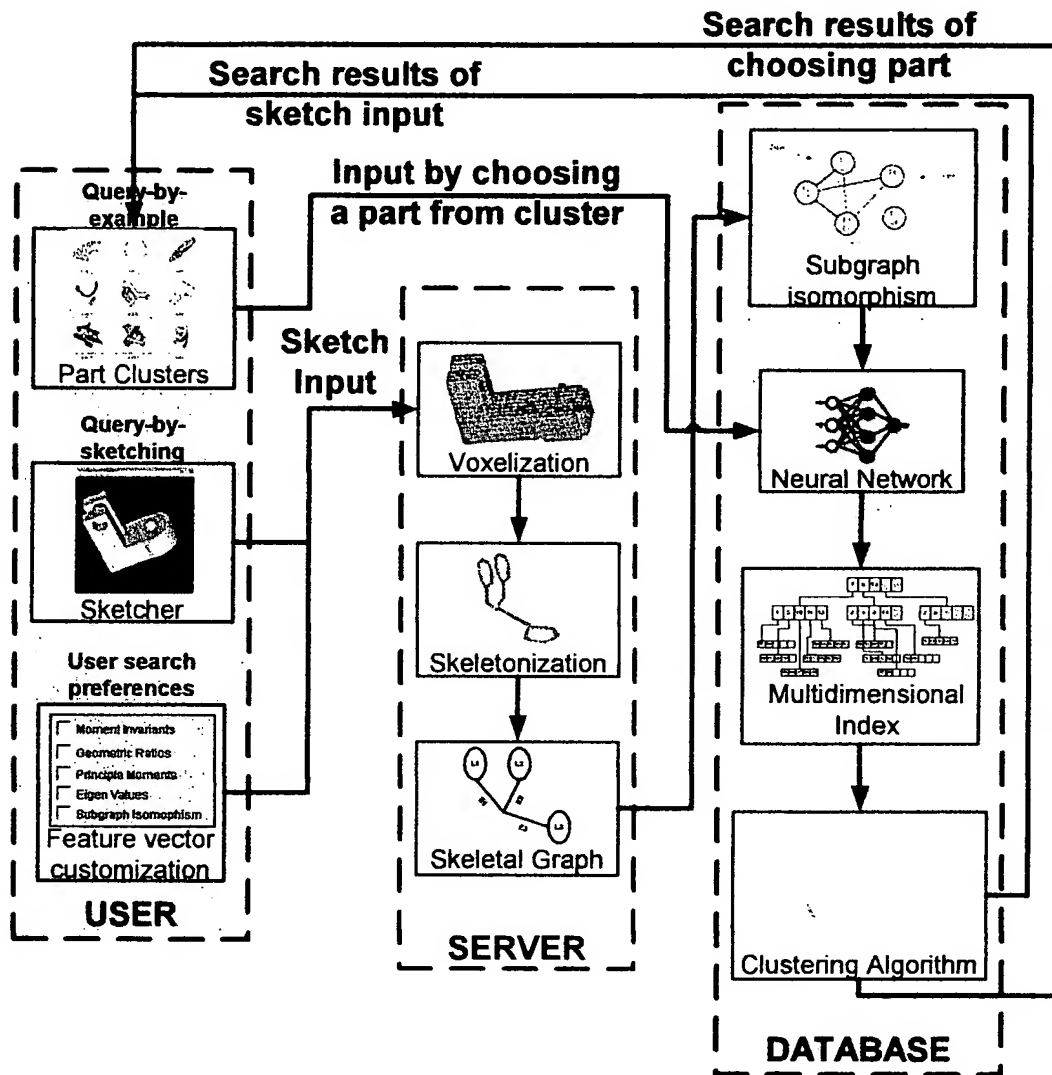 Search results of
choosing part
Search results of
sketch input
Query-by-
example
Part Clusters
Query-by-
sketching
Sketcher
User search
preferences
Moment Invariants
Geometric Ratios
Principle Moments
Eigen Values
Subgraph Isomophism
Feature vector
customization
USER
Input by choosing
a part from cluster
Sketch
Input
Voxelization
Skeletonization
Skeletal Graph
SERVER
Subgraph
isomorphism
Neural Network
Multidimensional
Index
Clustering Algorithm
DATABASE